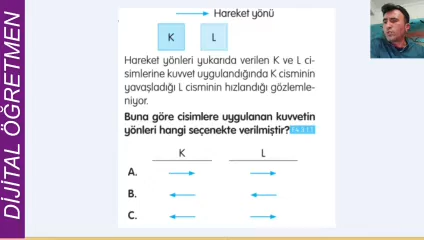 DİJİTAL ÖĞRETMEN
Hareket yönü
K L
Hareket yönleri yukarıda verilen K ve L ci-
simlerine kuvvet uygulandığında K cisminin
yavaşladığı L cisminin hızlandığı gözlemle-
niyor.
Buna göre cisimlere uygulanan kuvvetin
yönleri hangi seçenekte verilmiştir?
K L
A.
B.
C.